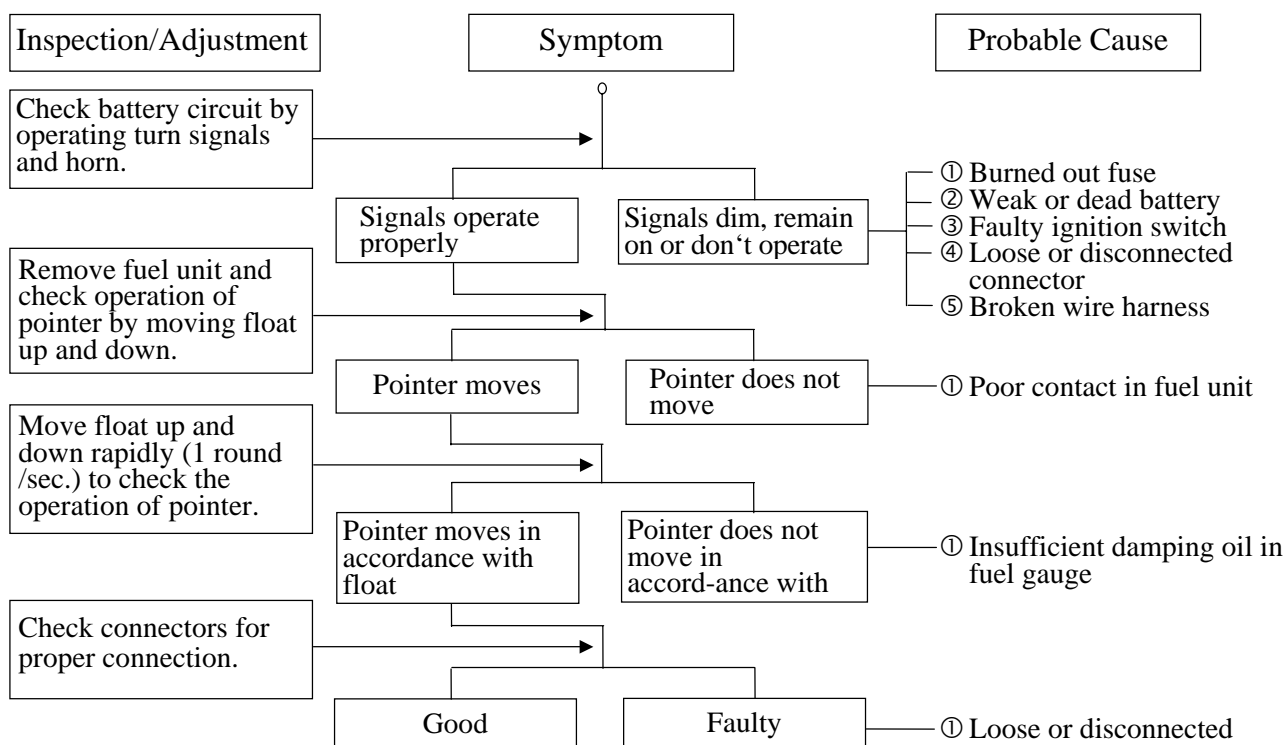 Inspection/Adjustment
Symptom
Probable Cause
Check battery circuit by
operating turn signals
and horn.
Signals operate
properly
Signals dim, remain
on or don‘t operate
① Burned out fuse
② Weak or dead battery
③ Faulty ignition switch
④ Loose or disconnected
connector
⑤ Broken wire harness
Remove fuel unit and
check operation of
pointer by moving float
up and down.
Pointer moves
Pointer does not
move
① Poor contact in fuel unit
Move float up and
down rapidly (1 round
/sec.) to check the
operation of pointer.
Pointer moves in
accordance with
float
Pointer does not
move in
accord-ance with
① Insufficient damping oil in
fuel gauge
Check connectors for
proper connection.
Good
Faulty
① Loose or disconnected